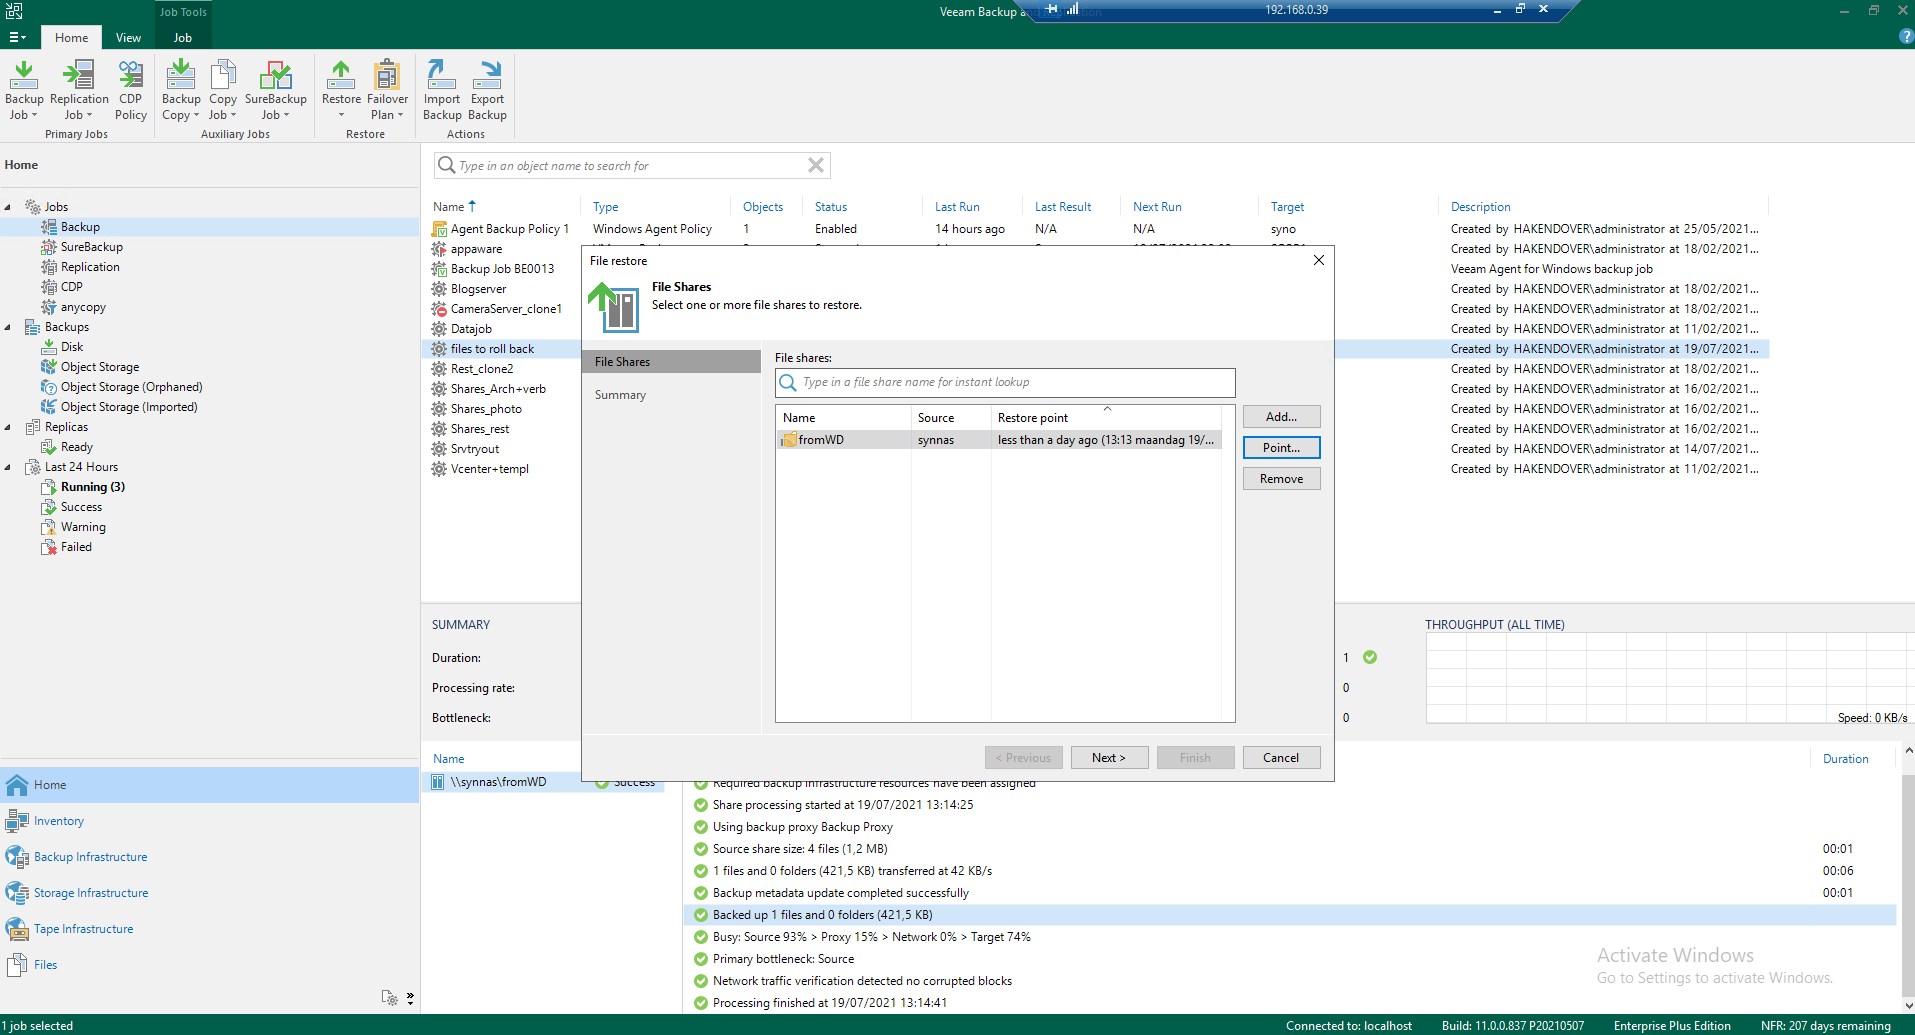 Job Tools
Veeam Backup and
192.168.0.39
Home
View
Job
Backup Job
Replication Job
CDP Policy
Primary Jobs
Backup Copy
Copy Job
SureBackup Job
Auxiliary Jobs
Restore
Failover Plan
Restore
Import Backup
Export Backup
Actions
Home
Type in an object name to search for
Jobs
Backup
SureBackup
Replication
CDP
anycopy
Backups
Disk
Object Storage
Object Storage (Orphaned)
Object Storage (Imported)
Replicas
Ready
Last 24 Hours
Running (3)
Success
Warning
Failed
Name Type Objects Status Last Run Last Result Next Run Target Description
Agent Backup Policy 1 Windows Agent Policy 1 Enabled 14 hours ago N/A N/A syno Created by HAKENDOVER\administrator at 25/05/2021...
appaware Created by HAKENDOVER\administrator at 18/02/2021...
Backup Job BE0013 Veeam Agent for Windows backup job
Blogserver Created by HAKENDOVER\administrator at 18/02/2021...
CameraServer_clone1 Created by HAKENDOVER\administrator at 18/02/2021...
Datajob Created by HAKENDOVER\administrator at 11/02/2021...
files to roll back Created by HAKENDOVER\administrator at 19/07/2021...
Rest_clone2 Created by HAKENDOVER\administrator at 18/02/2021...
Shares_Arch+verb Created by HAKENDOVER\administrator at 16/02/2021...
Shares_photo Created by HAKENDOVER\administrator at 16/02/2021...
Shares_rest Created by HAKENDOVER\administrator at 16/02/2021...
Srvtryout Created by HAKENDOVER\administrator at 14/07/2021...
Vcenter+templ Created by HAKENDOVER\administrator at 11/02/2021...
File restore
File Shares
Select one or more file shares to restore.
File Shares
Summary
File shares:
Type in a file share name for instant lookup
Name Source Restore point
fromWD synnas less than a day ago (13:13 maandag 19/...
Add...
Point...
Remove
< Previous
Next >
Finish
Cancel
SUMMARY
Duration:
Processing rate:
Bottleneck:
1
0
0
THROUGHPUT (ALL TIME)
Speed: 0 KB/s
Name
\\synnas\fromWD Success
Duration
Required backup infrastructure resources have been assigned
Share processing started at 19/07/2021 13:14:25
Using backup proxy Backup Proxy
Source share size: 4 files (1,2 MB) 00:01
1 files and 0 folders (421,5 KB) transferred at 42 KB/s 00:06
Backup metadata update completed successfully 00:01
Backed up 1 files and 0 folders (421,5 KB)
Busy: Source 93% > Proxy 15% > Network 0% > Target 74%
Primary bottleneck: Source
Network traffic verification detected no corrupted blocks
Processing finished at 19/07/2021 13:14:41
Home
Inventory
Backup Infrastructure
Storage Infrastructure
Tape Infrastructure
Files
Activate Windows
Go to Settings to activate Windows.
1 job selected
Connected to: localhost
Build: 11.0.0.837 P20210507
Enterprise Plus Edition
NFR: 207 days remaining